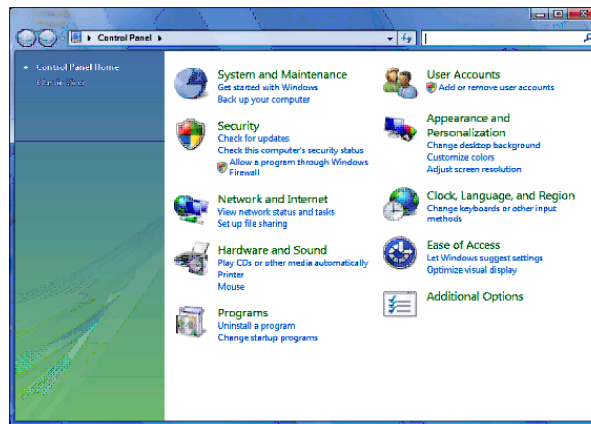 Control Panel
Control Panel Home
Classic View
System and Maintenance
Get started with Windows
Back up your computer
Security
Check for updates
Check this computer's security status
Allow a program through Windows
Firewall
Network and Internet
View network status and tasks
Set up file sharing
Hardware and Sound
Play CDs or other media automatically
Printer
Mouse
Programs
Uninstall a program
Change startup programs
User Accounts
Add or remove user accounts
Appearance and
Personalization
Change desktop background
Customize colors
Adjust screen resolution
Clock, Language, and Region
Change keyboards or other input
methods
Ease of Access
Let Windows suggest settings
Optimize visual display
Additional Options